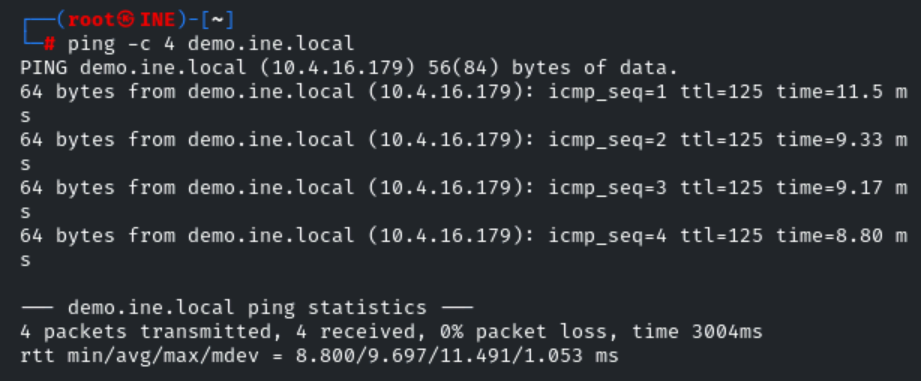 ┌──(root㉿INE)-[~]
└─# ping -c 4 demo.ine.local
PING demo.ine.local (10.4.16.179) 56(84) bytes of data.
64 bytes from demo.ine.local (10.4.16.179): icmp_seq=1 ttl=125 time=11.5 m
s
64 bytes from demo.ine.local (10.4.16.179): icmp_seq=2 ttl=125 time=9.33 m
s
64 bytes from demo.ine.local (10.4.16.179): icmp_seq=3 ttl=125 time=9.17 m
s
64 bytes from demo.ine.local (10.4.16.179): icmp_seq=4 ttl=125 time=8.80 m
s

--- demo.ine.local ping statistics ---
4 packets transmitted, 4 received, 0% packet loss, time 3004ms
rtt min/avg/max/mdev = 8.800/9.697/11.491/1.053 ms